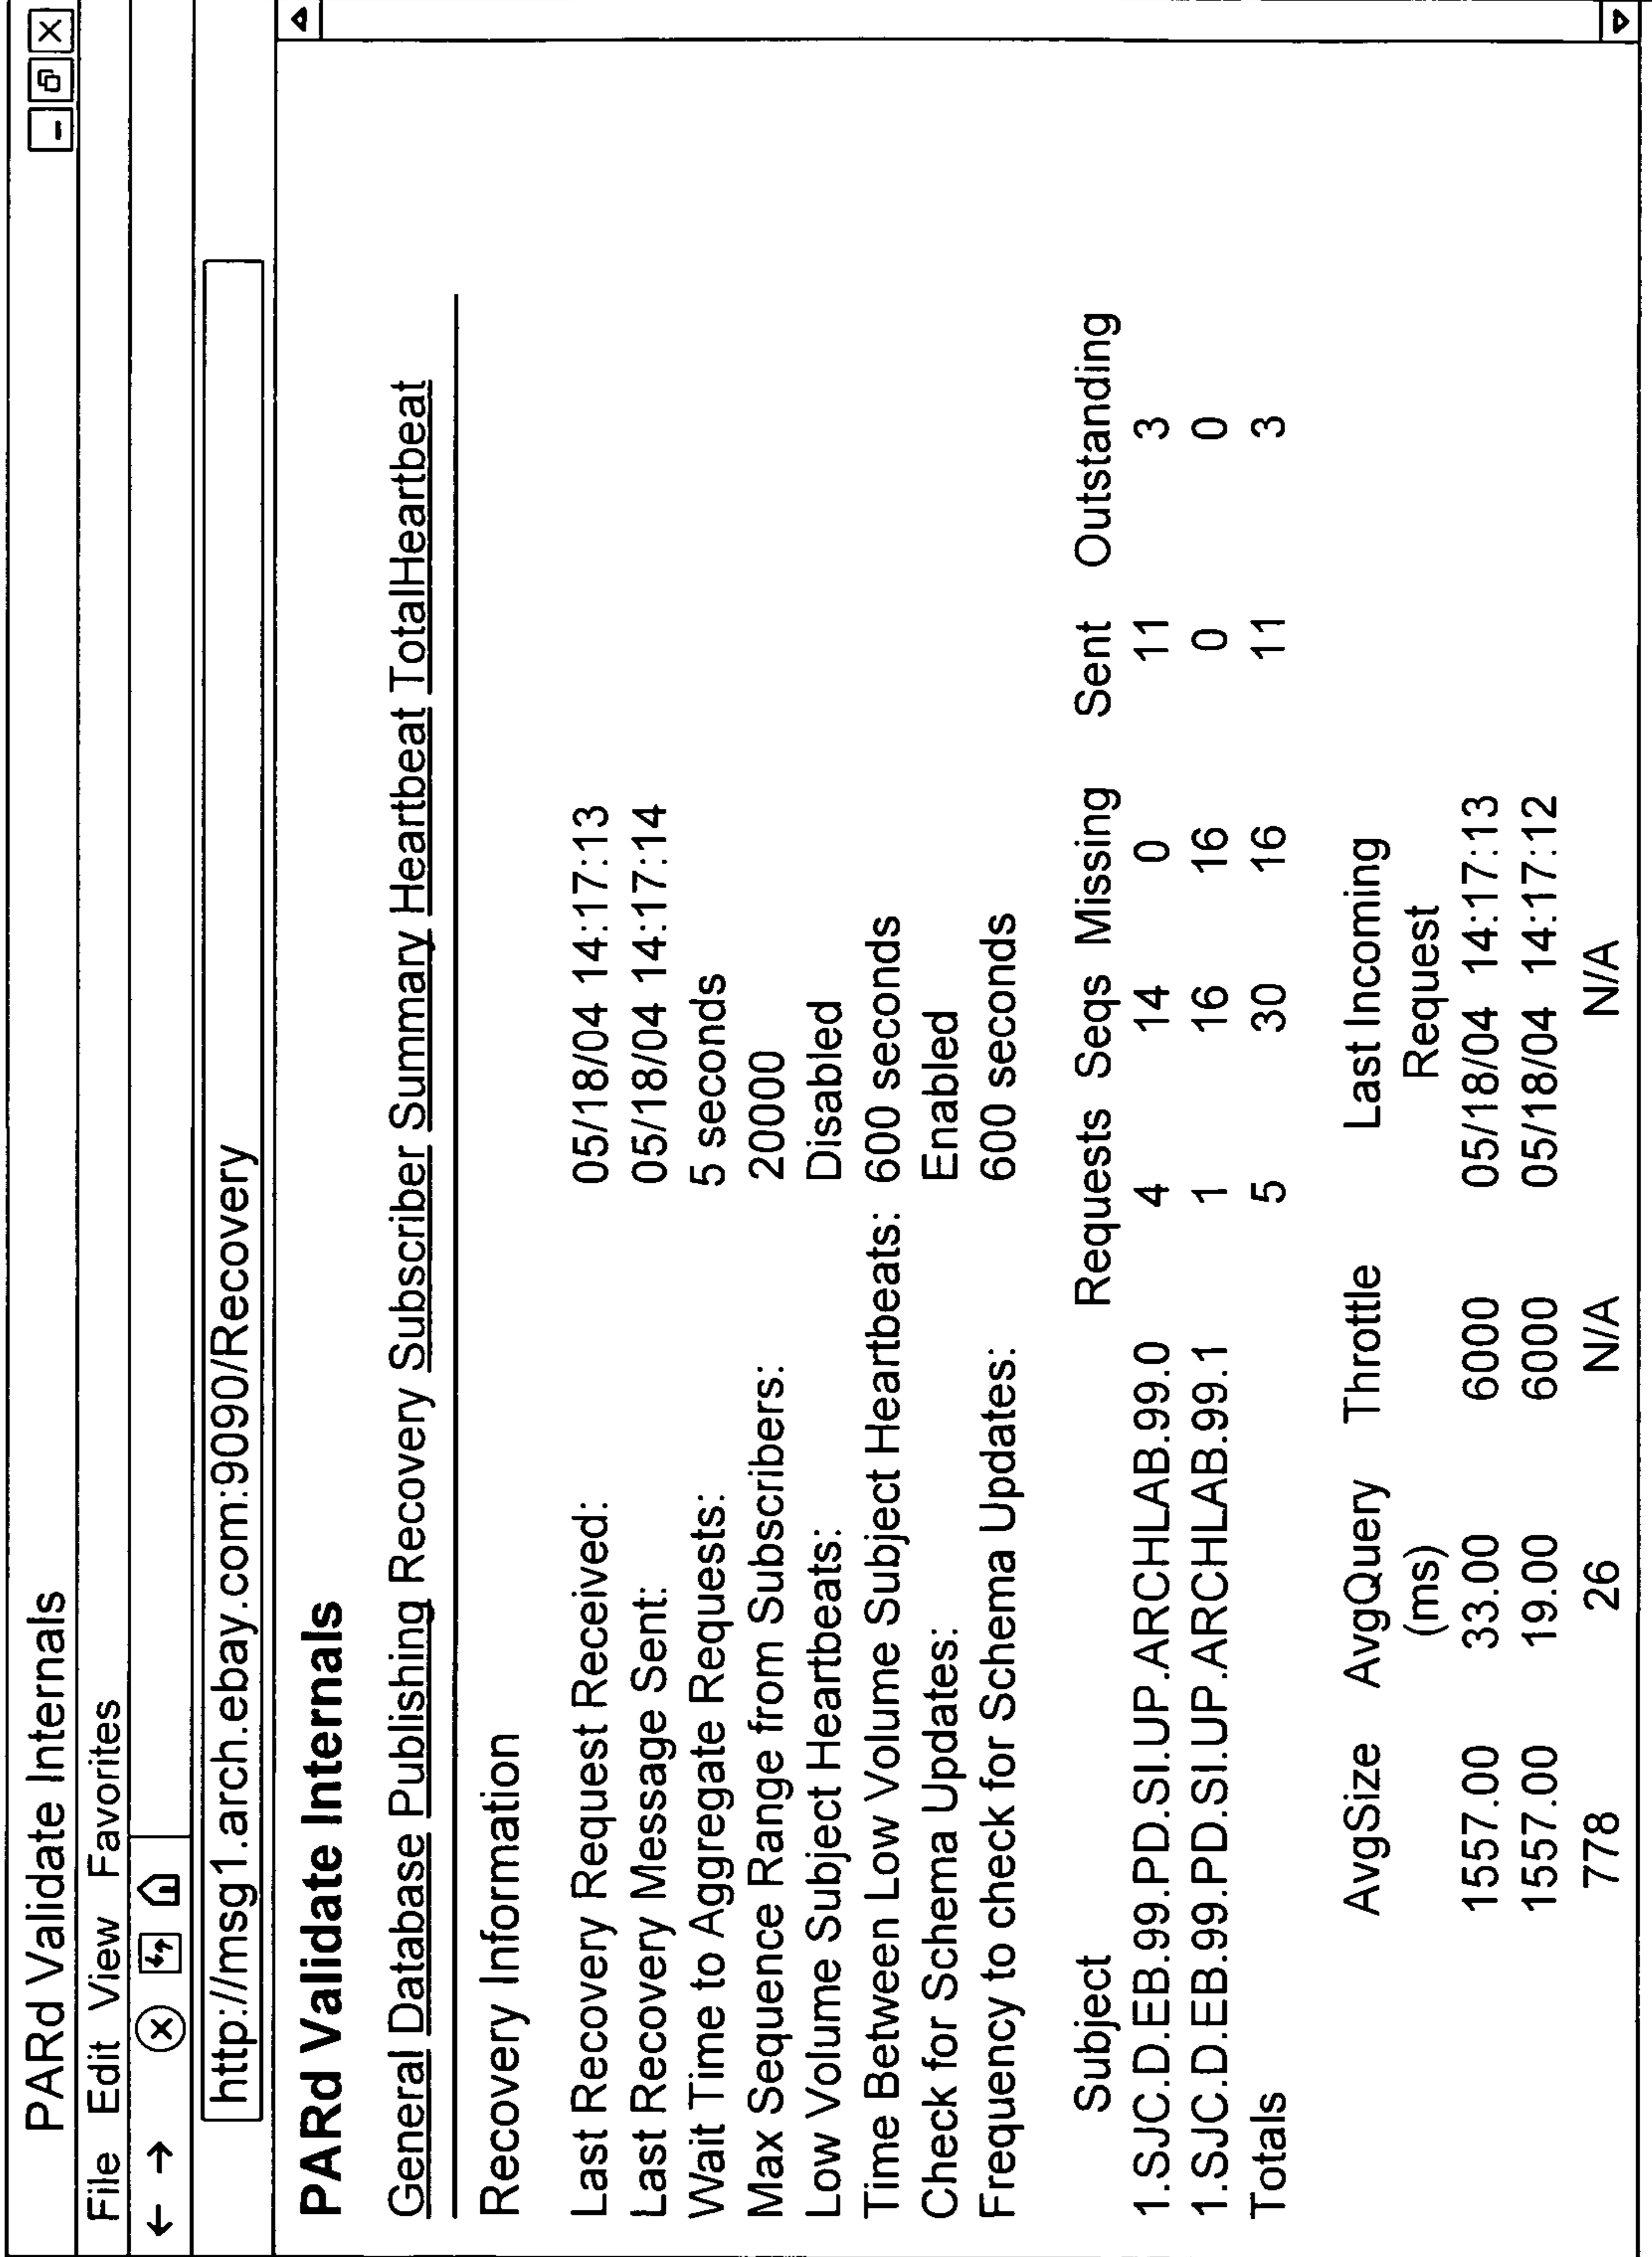 PARd Validate Internals
File Edit View Favorites
http://msg1.arch.ebay.com:9090/Recovery
PARd Validate Internals
General Database Publishing Recovery Subscriber Summary Heartbeat TotalHeartbeat
Recovery Information
Last Recovery Request Received: 05/18/04 14:17:13
Last Recovery Message Sent: 05/18/04 14:17:14
Wait Time to Aggregate Requests: 5 seconds
Max Sequence Range from Subscribers: 20000
Low Volume Subject Heartbeats: Disabled
Time Between Low Volume Subject Heartbeats: 600 seconds
Check for Schema Updates: Enabled
Frequency to check for Schema Updates: 600 seconds
Subject Requests Seqs Missing Sent Outstanding
1.SJC.D.EB.99.PD.SI.UP.ARCHLAB.99.0 4 14 0 11 3
1.SJC.D.EB.99.PD.SI.UP.ARCHLAB.99.1 1 16 16 0 0
Totals 5 30 16 11 3
AvgSize AvgQuery Throttle Last Incoming
(ms) Request
1557.00 33.00 6000 05/18/04 14:17:13
1557.00 19.00 6000 05/18/04 14:17:12
778 26 N/A N/A